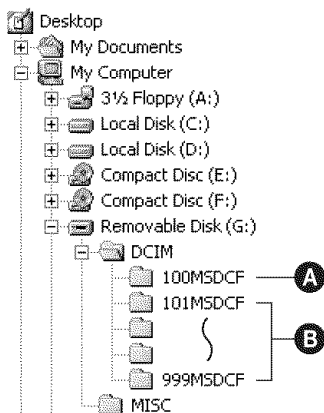 Desktop
My Documents
My Computer
3½ Floppy (A:)
Local Disk (C:)
Local Disk (D:)
Compact Disc (E:)
Compact Disc (F:)
Removable Disk (G:)
DCIM
100MSDCF A
101MSDCF
B
999MSDCF
MISC